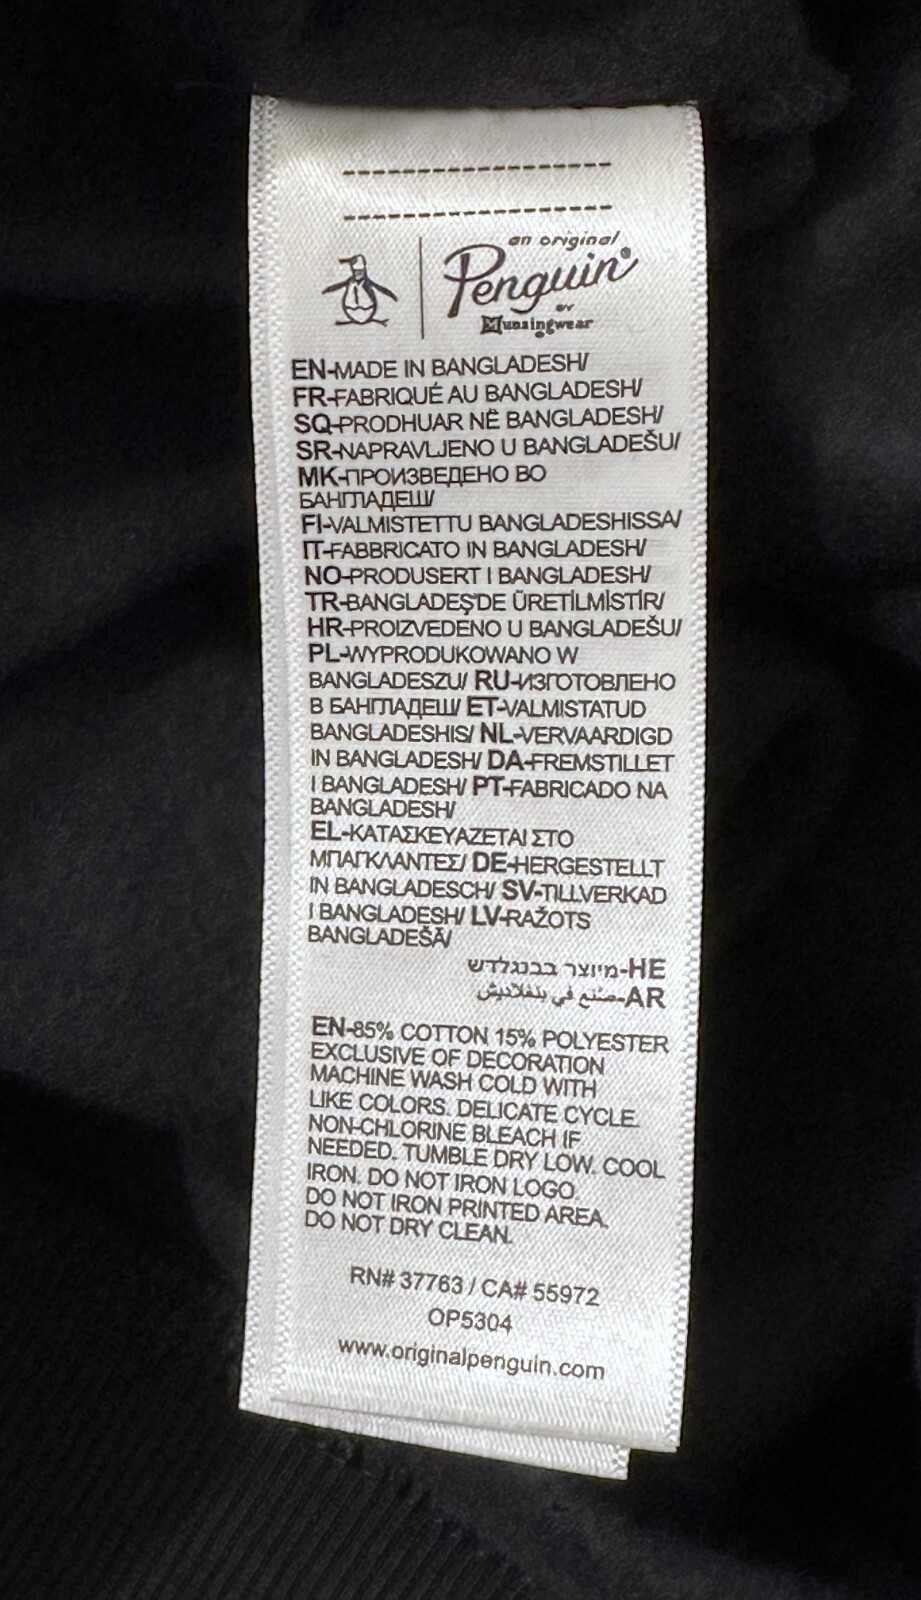 an original
Penguin®
BY
Munsingwear
EN-MADE IN BANGLADESH/
FR-FABRIQUÉ AU BANGLADESH/
SQ-PRODHUAR NË BANGLADESH/
SR-NAPRAVLJENO U BANGLADEŠU/
MK-ПРОИЗВЕДЕНО ВО
БАНГЛАДЕШ/
FI-VALMISTETTU BANGLADESHISSA/
IT-FABBRICATO IN BANGLADESH/
NO-PRODUSERT I BANGLADESH/
TR-BANGLADEŞ'DE ÜRETİLMİSTİR/
HR-PROIZVEDENO U BANGLADEŠU/
PL-WYPRODUKOWANO W
BANGLADESZU/ RU-ИЗГОТОВЛЕНО
В БАНГЛАДЕШ/ ET-VALMISTATUD
BANGLADESHIS/ NL-VERVAARDIGD
IN BANGLADESH/ DA-FREMSTILLET
I BANGLADESH/ PT-FABRICADO NA
BANGLADESH/
EL-ΚΑΤΑΣΚΕΥΑΖΕΤΑΙ ΣΤΟ
ΜΠΑΓΚΛΑΝΤΕΣ/ DE-HERGESTELLT
IN BANGLADESCH/ SV-TILLVERKAD
I BANGLADESH/ LV-RAŽOTS
BANGLADEŠĀ/
HE-מיוצר בבנגלדש
AR-صُنع في بنغلاديش
EN-85% COTTON 15% POLYESTER
EXCLUSIVE OF DECORATION
MACHINE WASH COLD WITH
LIKE COLORS. DELICATE CYCLE.
NON-CHLORINE BLEACH IF
NEEDED. TUMBLE DRY LOW. COOL
IRON. DO NOT IRON LOGO.
DO NOT IRON PRINTED AREA.
DO NOT DRY CLEAN.
RN# 37763 / CA# 55972
OP5304
www.originalpenguin.com